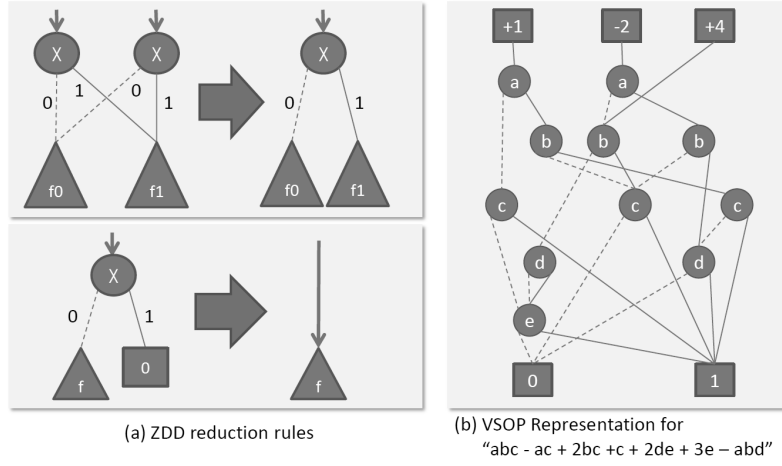 X
X
X
0
1
0
1
0
1
f0
f1
f0
f1
X
0
1
f
0
f
(a) ZDD reduction rules
+1
-2
+4
a
a
b
b
b
c
c
c
d
d
e
0
1
(b) VSOP Representation for
“abc - ac + 2bc +c + 2de + 3e – abd”